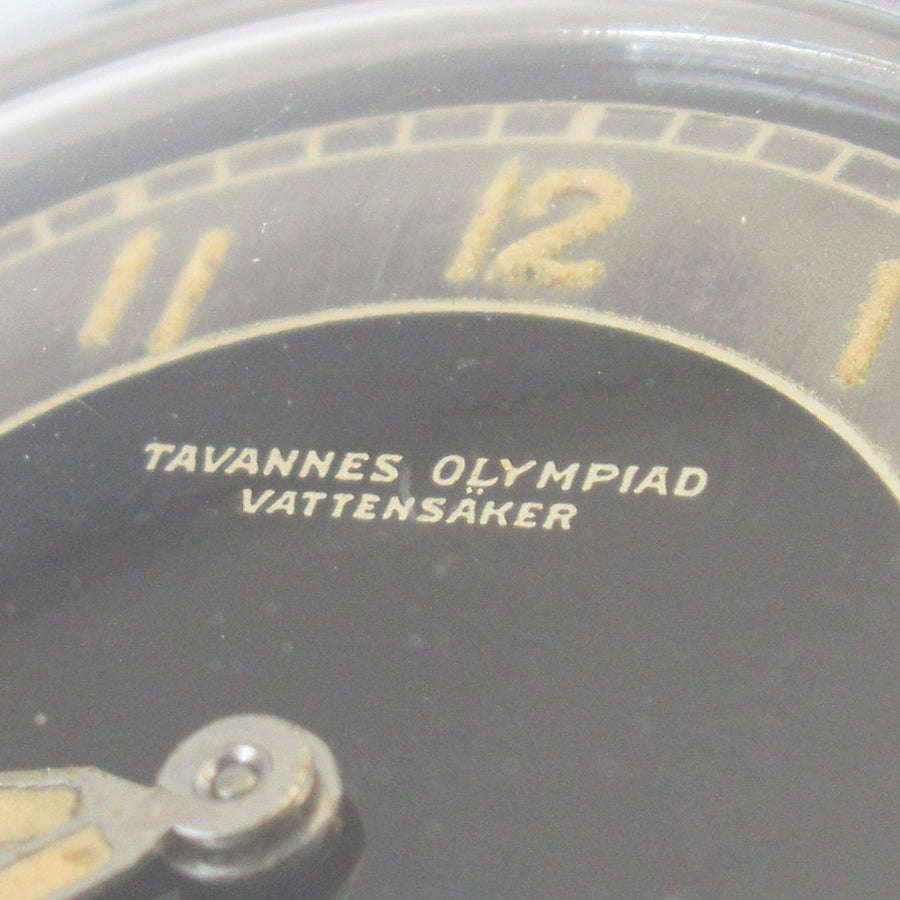 11 12 1
TAVANNES OLYMPIAD
VATTENSÄKER